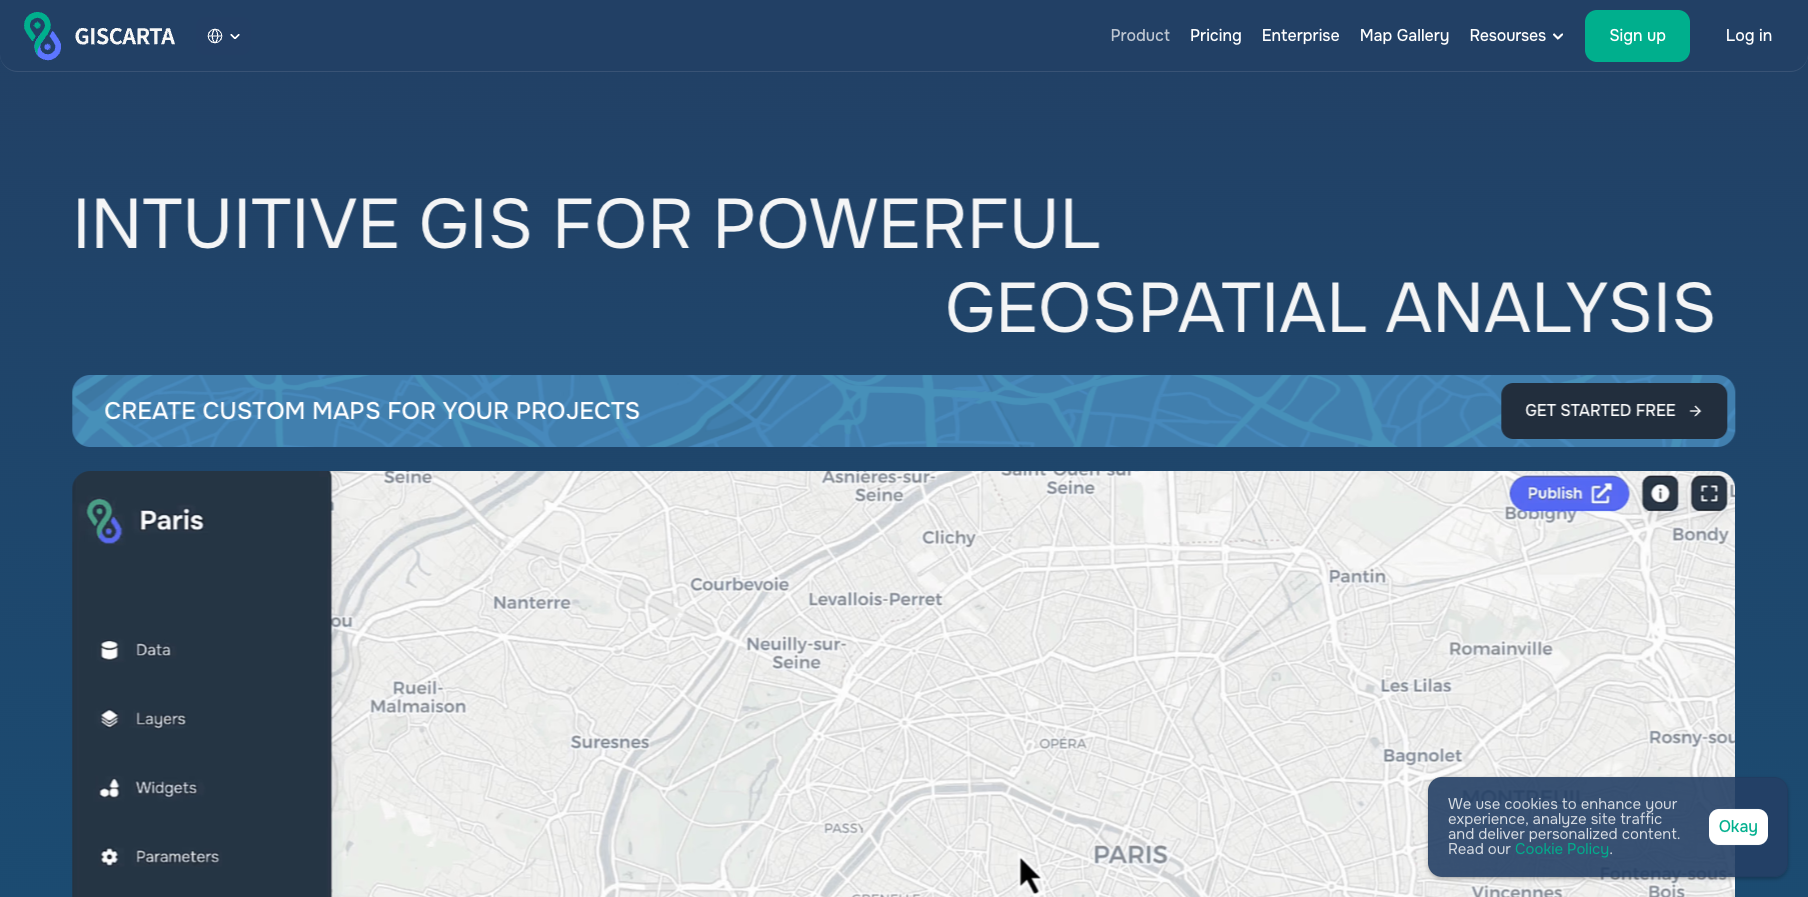 GISCARTA
Product
Pricing
Enterprise
Map Gallery
Resourses
Sign up
Log in
INTUITIVE GIS FOR POWERFUL
GEOSPATIAL ANALYSIS
CREATE CUSTOM MAPS FOR YOUR PROJECTS
GET STARTED FREE
Paris
Data
Layers
Widgets
Parameters
Publish
Seine
Asnières-sur-
Seine
Saint-Ouen-sur-
Seine
Bobigny
Bondy
Clichy
Courbevoie
Pantin
Nanterre
Levallois-Perret
Neuilly-sur-
Seine
Romainville
Rueil-
Malmaison
Les Lilas
Suresnes
OPERA
Bagnolet
Rosny-sou
MONTREUIL
PASSY
PARIS
GRENELLE
Fontenay-sous-
Bois
Vincennes
We use cookies to enhance your
experience, analyze site traffic
and deliver personalized content.
Read our Cookie Policy.
Okay